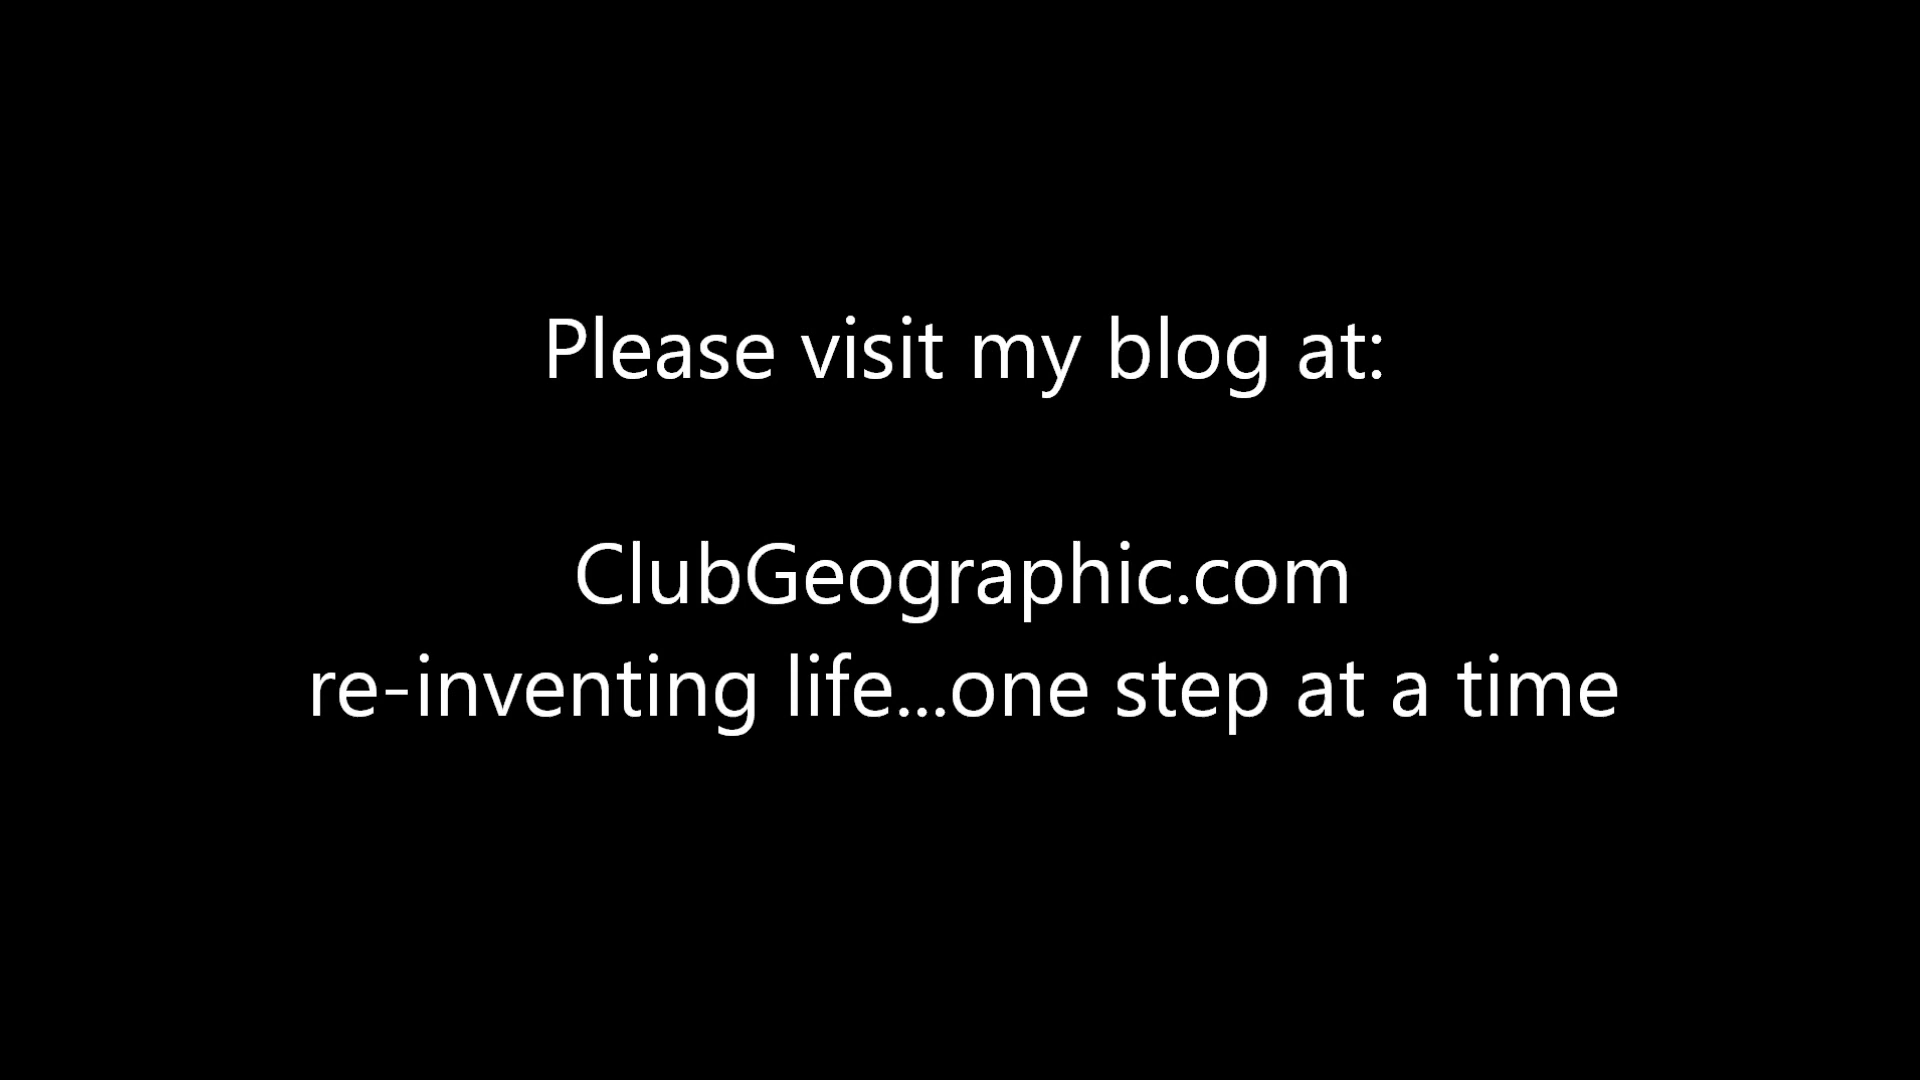 Please visit my blog at:
ClubGeographic.com
re-inventing life...one step at a time